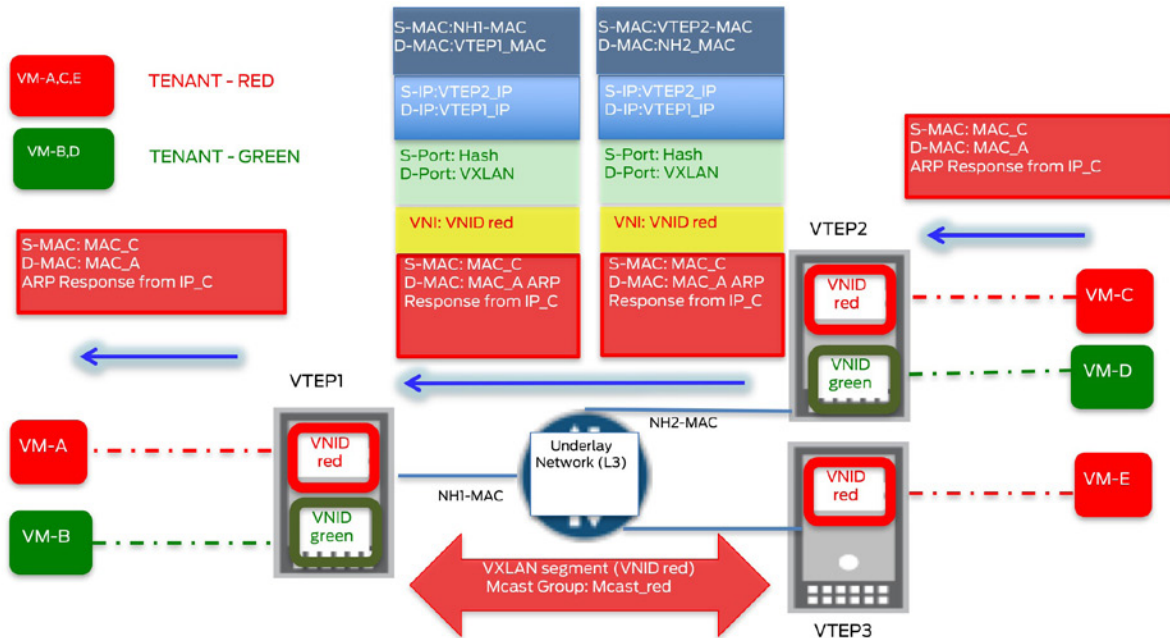 VM-A,C,E
TENANT - RED
VM-B,D
TENANT - GREEN
S-MAC:NH1-MAC
D-MAC:VTEP1_MAC
S-IP:VTEP2_IP
D-IP:VTEP1_IP
S-Port: Hash
D-Port: VXLAN
VNI: VNID red
S-MAC: MAC_C
D-MAC: MAC_A ARP
Response from IP_C
S-MAC:VTEP2-MAC
D-MAC:NH2_MAC
S-IP:VTEP2_IP
D-IP:VTEP1_IP
S-Port: Hash
D-Port: VXLAN
VNI: VNID red
S-MAC: MAC_C
D-MAC: MAC_A ARP
Response from IP_C
S-MAC: MAC_C
D-MAC: MAC_A
ARP Response from IP_C
S-MAC: MAC_C
D-MAC: MAC_A
ARP Response from IP_C
VTEP2
VNID
red
VNID
green
VM-C
VM-D
VTEP1
VM-A
VNID
red
VM-B
VNID
green
NH1-MAC
Underlay
Network (L3)
NH2-MAC
VNID
red
VM-E
VXLAN segment (VNID red)
Mcast Group: Mcast_red
VTEP3